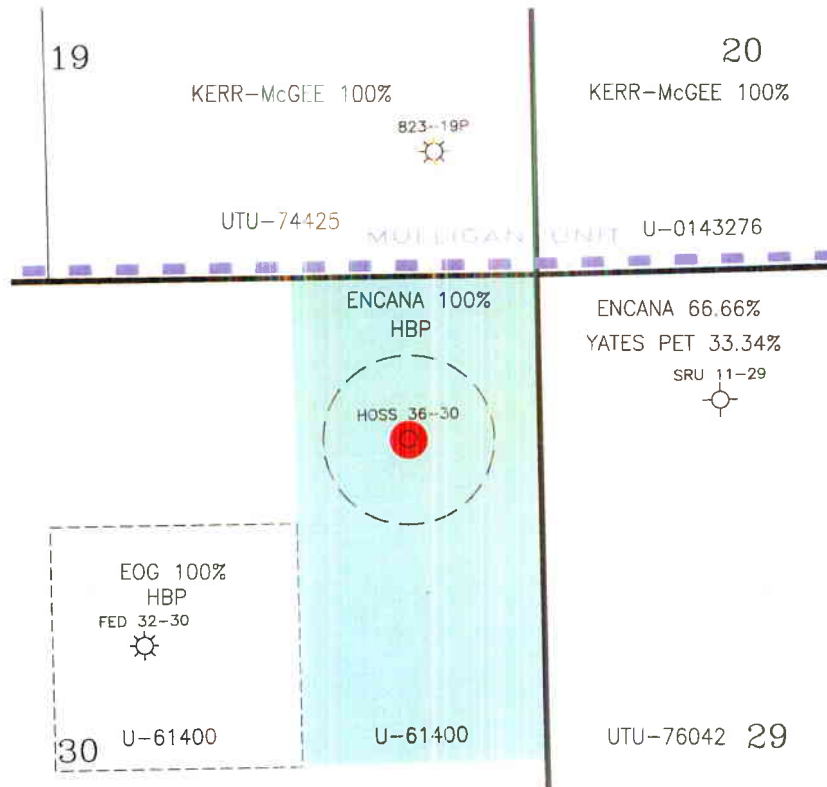 19
KERR-McGEE 100%
823-19P
UTU-74425
20
KERR-McGEE 100%
U-0143276
MULLIGAN UNIT
ENCANA 100%
HBP
HOSS 36-30
ENCANA 66.66%
YATES PET 33.34%
SRU 11-29
EOG 100%
HBP
FED 32-30
30
U-61400
U-61400
UTU-76042
29